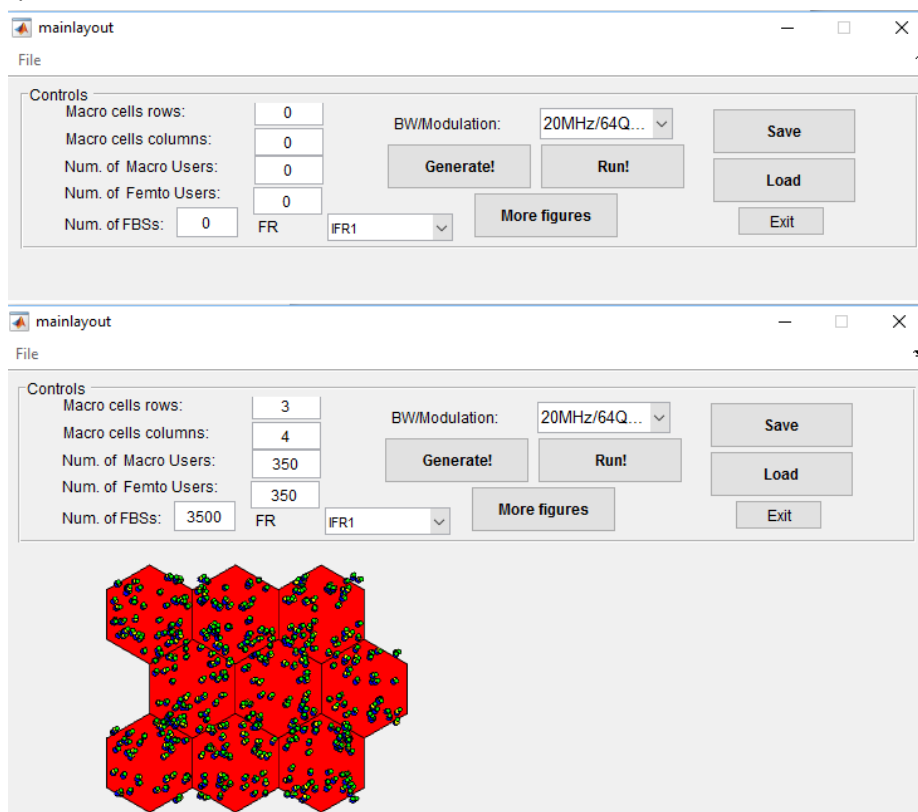 mainlayout
File
Controls
Macro cells rows: 0
Macro cells columns: 0
Num. of Macro Users: 0
Num. of Femto Users: 0
Num. of FBSs: 0
FR IFR1
BW/Modulation: 20MHz/64Q...
Generate! Run!
More figures
Save
Load
Exit
mainlayout
File
Controls
Macro cells rows: 3
Macro cells columns: 4
Num. of Macro Users: 350
Num. of Femto Users: 350
Num. of FBSs: 3500
FR IFR1
BW/Modulation: 20MHz/64Q...
Generate! Run!
More figures
Save
Load
Exit